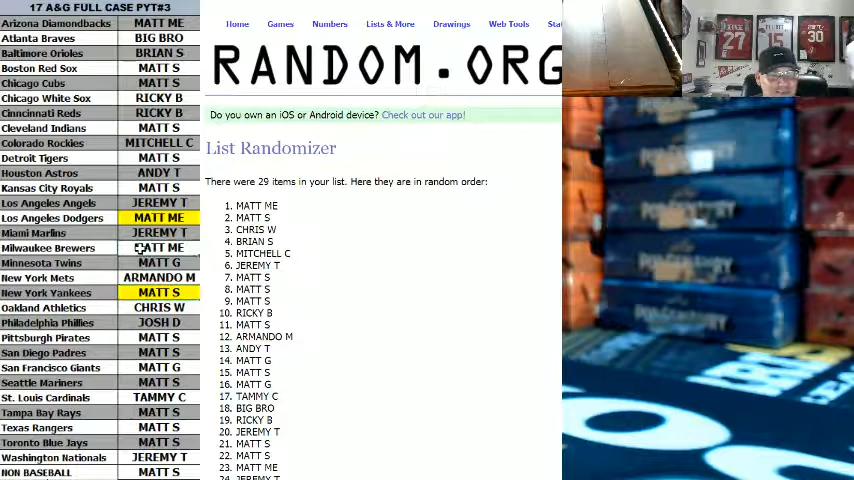 17 A&G FULL CASE PYT#3
Arizona Diamondbacks MATT ME
Atlanta Braves BIG BRO
Baltimore Orioles BRIAN S
Boston Red Sox MATT S
Chicago Cubs MATT S
Chicago White Sox RICKY B
Cinncinnati Reds RICKY B
Cleveland Indians MATT S
Colorado Rockies MITCHELL C
Detroit Tigers MATT S
Houston Astros ANDY T
Kansas City Royals MATT S
Los Angeles Angels JEREMY T
Los Angeles Dodgers MATT ME
Miami Marlins JEREMY T
Milwaukee Brewers MATT ME
Minnesota Twins MATT G
New York Mets ARMANDO M
New York Yankees MATT S
Oakland Athletics CHRIS W
Philadelphia Phillies JOSH D
Pittsburgh Pirates MATT S
San Diego Padres MATT S
San Francisco Giants MATT G
Seattle Mariners MATT S
St. Louis Cardinals TAMMY C
Tampa Bay Rays MATT S
Texas Rangers MATT S
Toronto Blue Jays MATT S
Washington Nationals JEREMY T
NON BASEBALL MATT S
Home Games Numbers Lists & More Drawings Web Tools Stat
RANDOM.ORG
Do you own an iOS or Android device? Check out our app!
List Randomizer
There were 29 items in your list. Here they are in random order:
1. MATT ME
2. MATT S
3. CHRIS W
4. BRIAN S
5. MITCHELL C
6. JEREMY T
7. MATT S
8. MATT S
9. MATT S
10. RICKY B
11. MATT S
12. ARMANDO M
13. ANDY T
14. MATT G
15. MATT S
16. MATT G
17. TAMMY C
18. BIG BRO
19. RICKY B
20. JEREMY T
21. MATT S
22. MATT S
23. MATT ME
24. JEREMY T
27
15
30